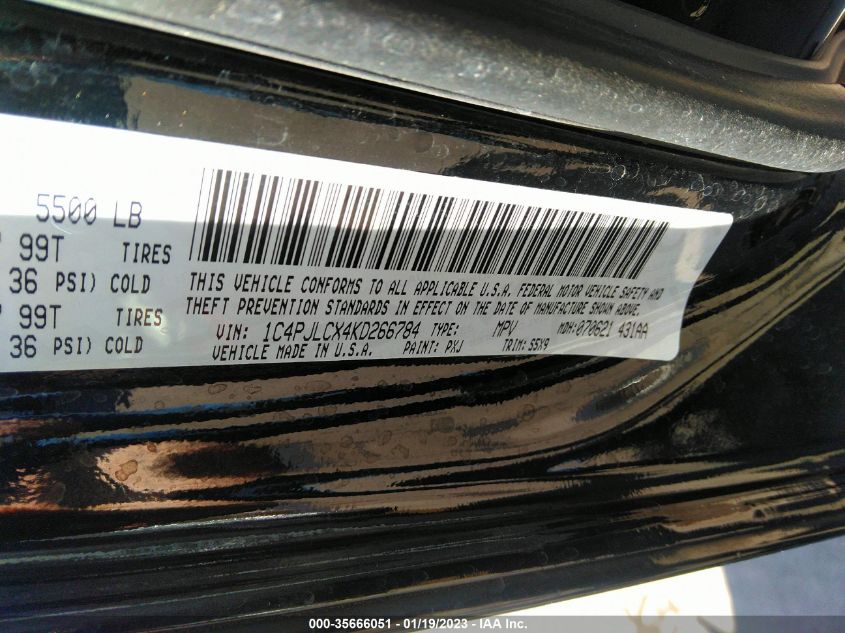 5500 LB
99T TIRES
36 PSI) COLD
99T TIRES
36 PSI) COLD
THIS VEHICLE CONFORMS TO ALL APPLICABLE U.S.A. FEDERAL MOTOR VEHICLE SAFETY AND
THEFT PREVENTION STANDARDS IN EFFECT ON THE DATE OF MANUFACTURE SHOWN ABOVE.
VIN: 1C4PJLCX4KD266784 TYPE: MPV MDH: 070621 431AA
VEHICLE MADE IN U.S.A. PAINT: PXJ TRIM: S5X9
000-35666051 - 01/19/2023 - IAA Inc.